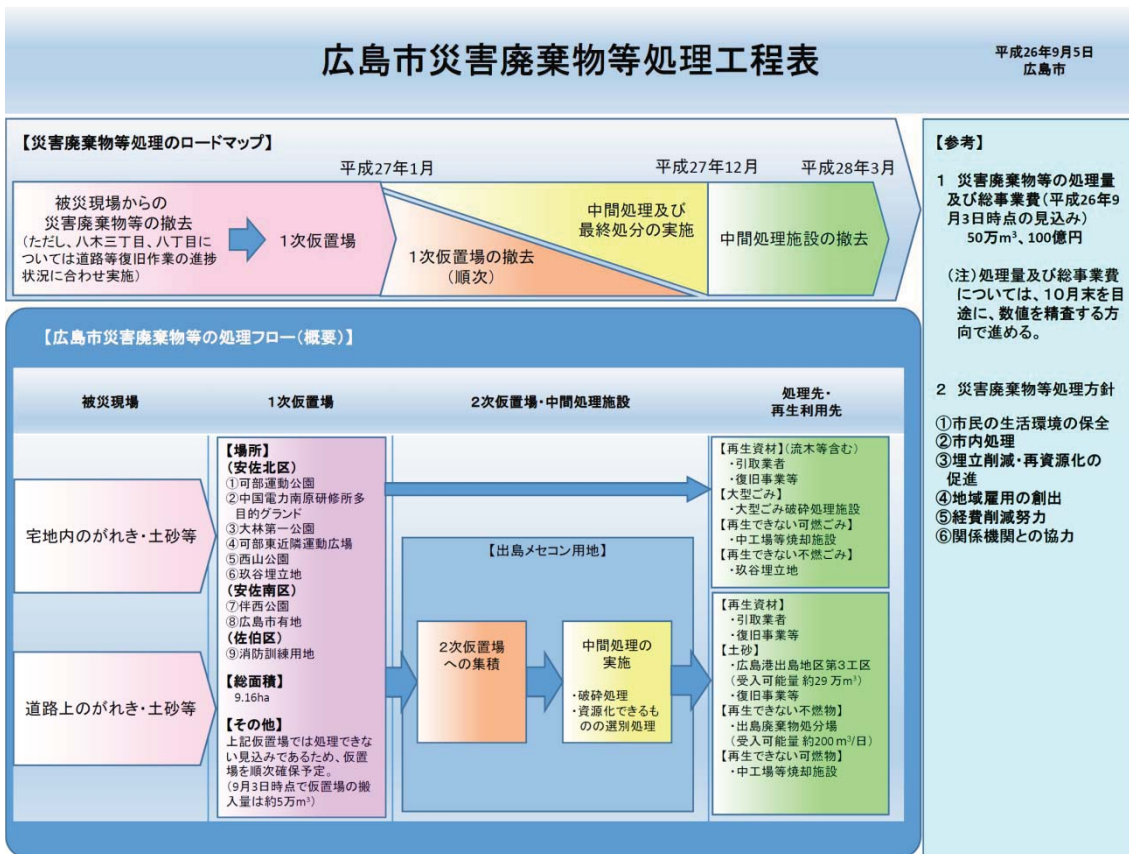 広島市災害廃棄物等処理工程表
平成26年9月5日
広島市
【災害廃棄物等処理のロードマップ】
平成27年1月
平成27年12月
平成28年3月
被災現場からの
災害廃棄物等の撤去
(ただし、八木三丁目、八丁目に
ついては道路等復旧作業の進捗
状況に合わせ実施)
1次仮置場
1次仮置場の撤去
(順次)
中間処理及び
最終処分の実施
中間処理施設の撤去
【広島市災害廃棄物等の処理フロー(概要)】
被災現場
1次仮置場
2次仮置場・中間処理施設
処理先・
再生利用先
宅地内のがれき・土砂等
道路上のがれき・土砂等
【場所】
(安佐北区)
①可部運動公園
②中国電力南原研修所多
目的グランド
③大林第一公園
④可部東近隣運動広場
⑤西山公園
⑥玖谷埋立地
(安佐南区)
⑦伴西公園
⑧広島市有地
(佐伯区)
⑨消防訓練用地
【総面積】
9.16ha
【その他】
上記仮置場では処理できな
い見込みであるため、仮置
場を順次確保予定。
(9月3日時点で仮置場の搬
入量は約5万m³)
【出島メセコン用地】
2次仮置場
への集積
中間処理の
実施
・破砕処理
・資源化できるも
のの選別処理
【再生資材】(流木等含む)
・引取業者
・復旧事業等
【大型ごみ】
・大型ごみ破砕処理施設
【再生できない可燃ごみ】
・中工場等焼却施設
【再生できない不燃ごみ】
・玖谷埋立地
【再生資材】
・引取業者
・復旧事業等
【土砂】
・広島港出島地区第3工区
(受入可能量 約29万m³)
・復旧事業等
【再生できない不燃物】
・出島廃棄物処分場
(受入可能量 約200m³/日)
【再生できない可燃物】
・中工場等焼却施設
【参考】
1 災害廃棄物等の処理量
及び総事業費(平成26年9
月3日時点の見込み)
50万m³、100億円
(注)処理量及び総事業費
については、10月末を目
途に、数値を精査する方
向で進める。
2 災害廃棄物等処理方針
①市民の生活環境の保全
②市内処理
③埋立削減・再資源化の
促進
④地域雇用の創出
⑤経費削減努力
⑥関係機関との協力